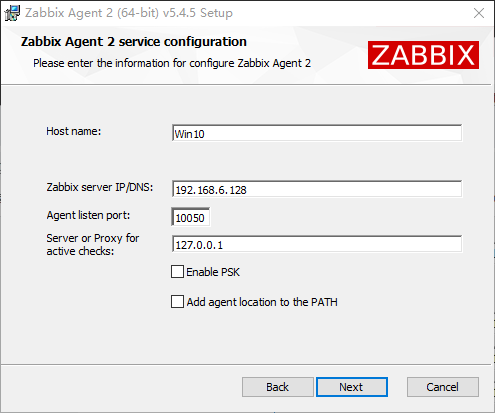 Zabbix Agent 2 (64-bit) v5.4.5 Setup
Zabbix Agent 2 service configuration
Please enter the information for configure Zabbix Agent 2
ZABBIX
Host name:
Win10
Zabbix server IP/DNS:
192.168.6.128
Agent listen port:
10050
Server or Proxy for
active checks:
127.0.0.1
Enable PSK
Add agent location to the PATH
Back
Next
Cancel